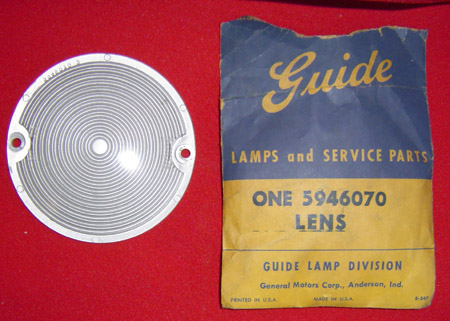 Guide
LAMPS and SERVICE PARTS
ONE 5946070
LENS
GUIDE LAMP DIVISION
General Motors Corp., Anderson, Ind.
PRINTED IN U.S.A. MADE IN U.S.A.